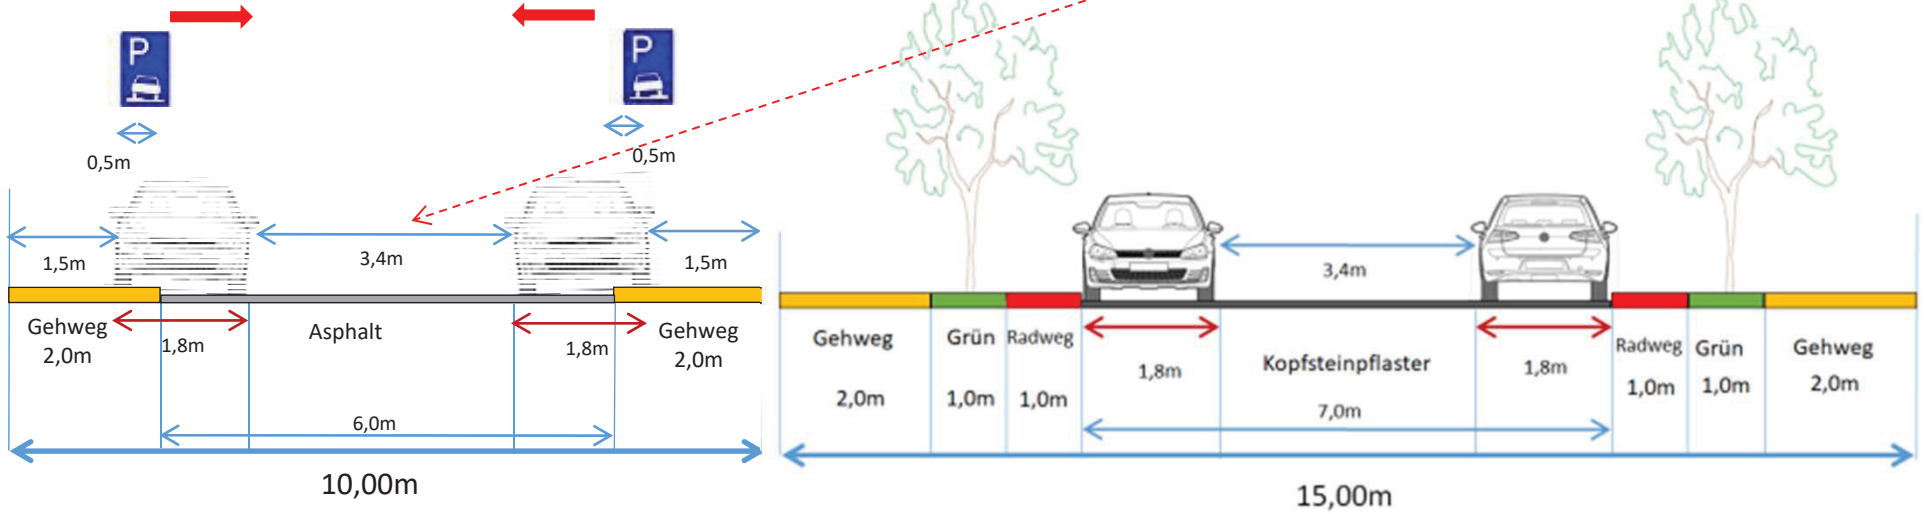 P
P
0,5m
0,5m
1,5m
3,4m
1,5m
Gehweg
2,0m
1,8m
Asphalt
1,8m
Gehweg
2,0m
6,0m
10,00m
3,4m
Gehweg
2,0m
Grün
1,0m
Radweg
1,0m
1,8m
Kopfsteinpflaster
7,0m
1,8m
Radweg
1,0m
Grün
1,0m
Gehweg
2,0m
15,00m